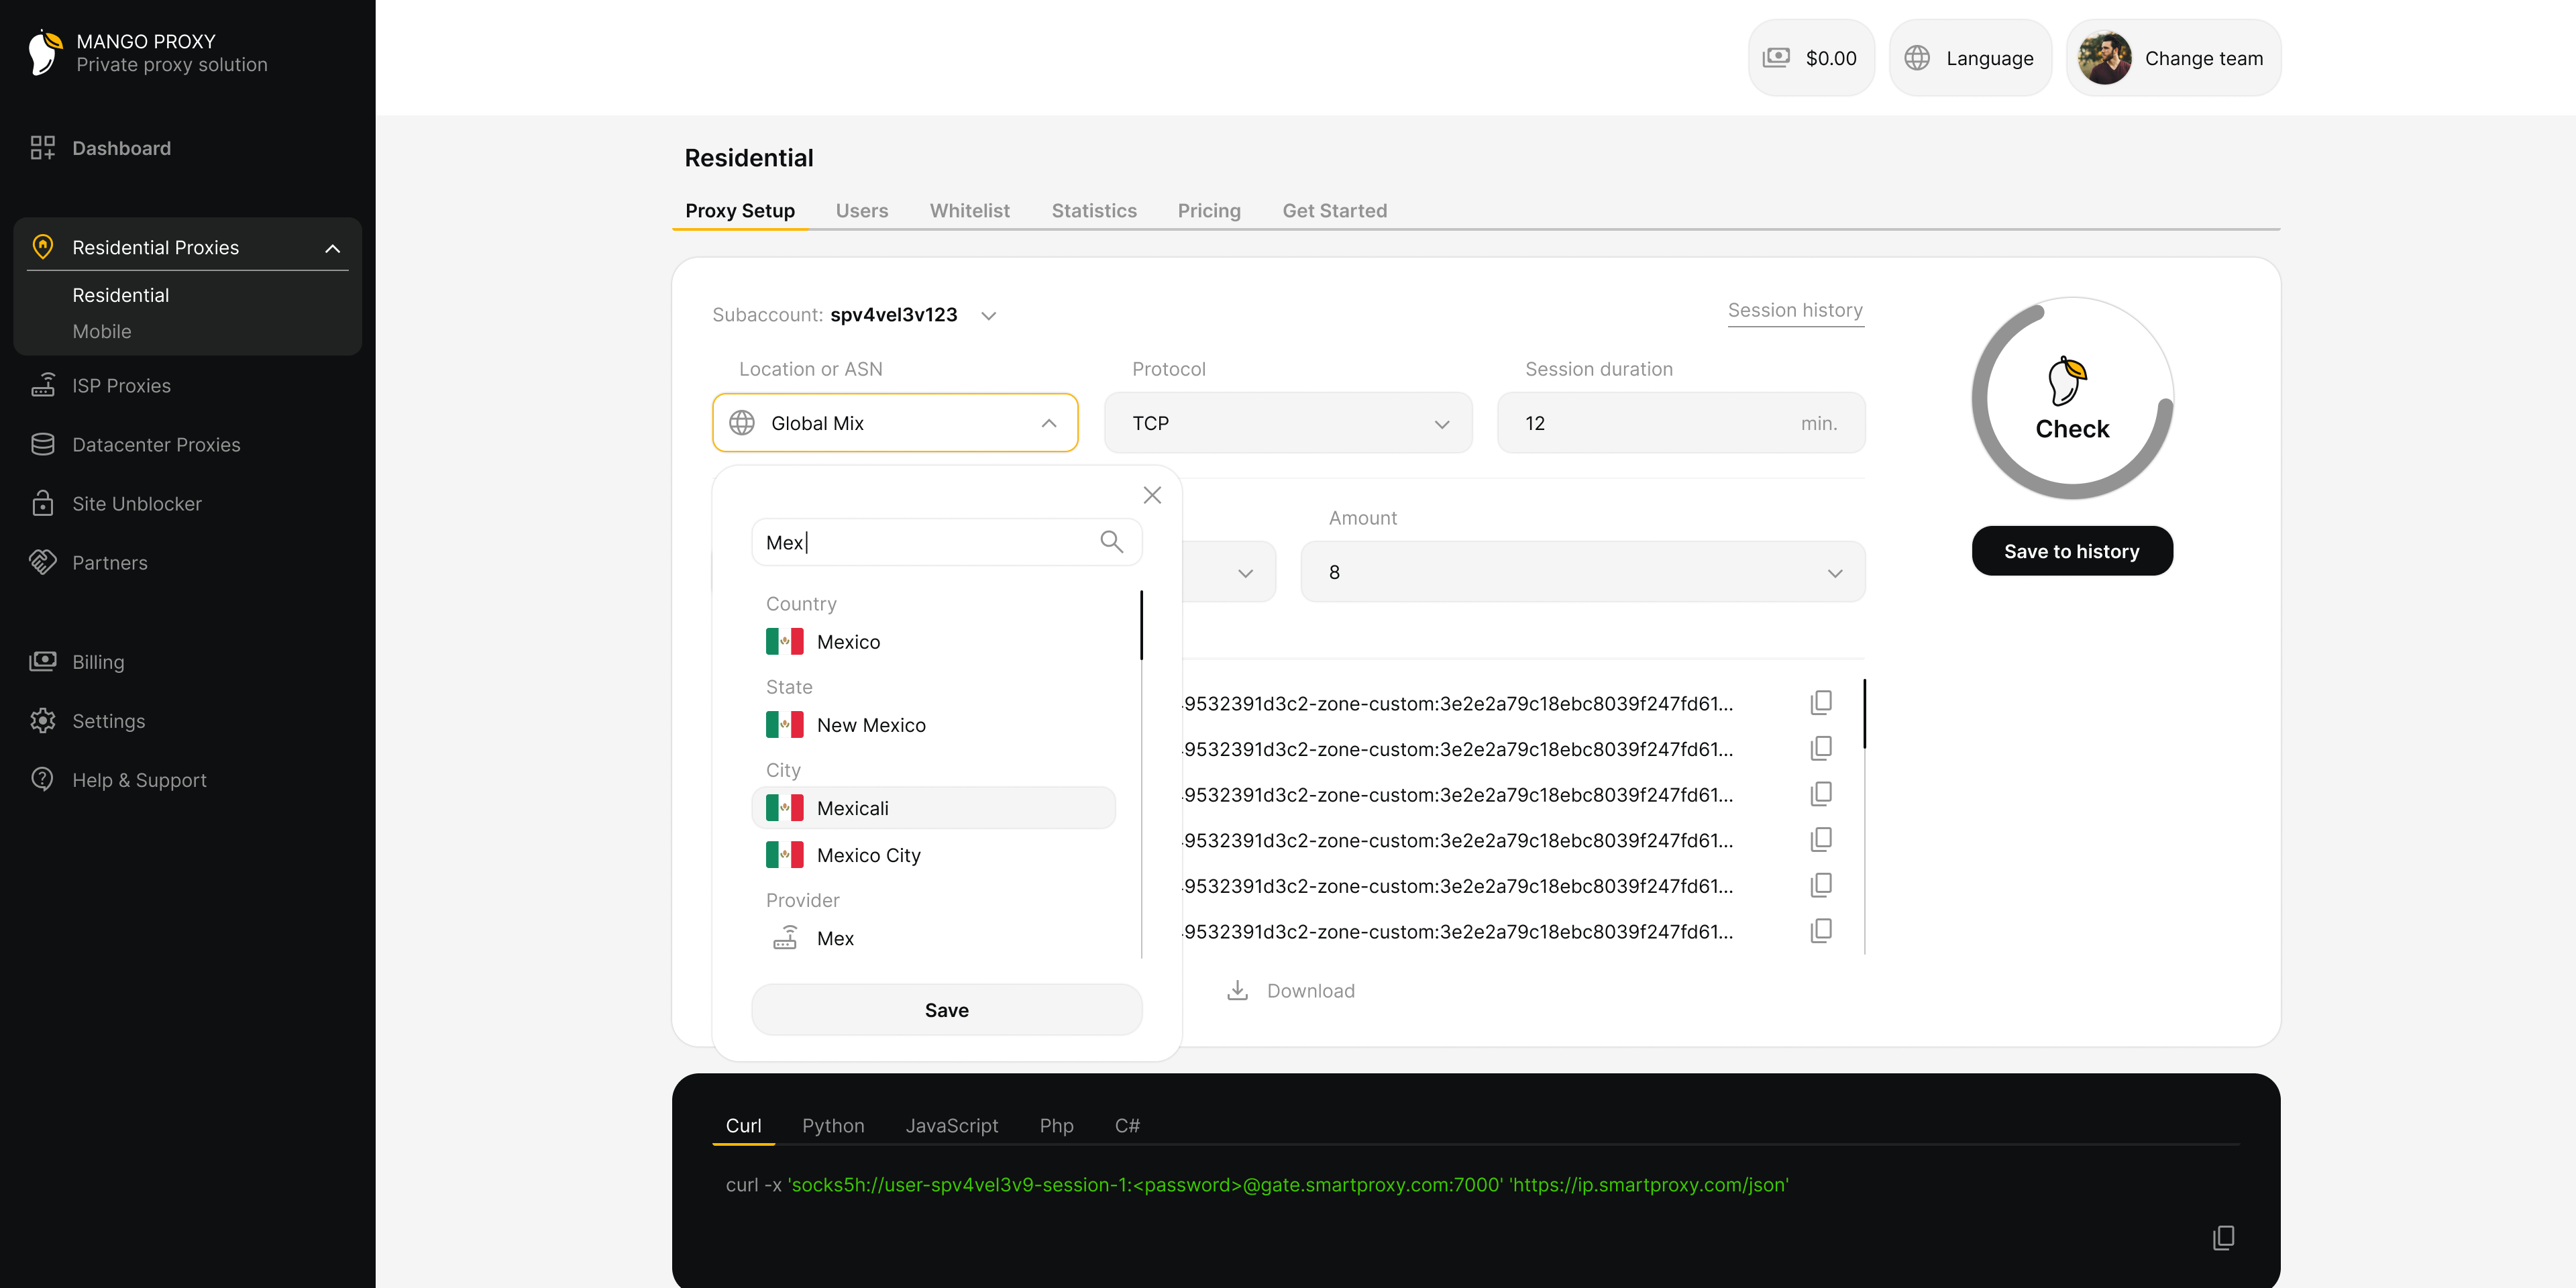 MANGO PROXY
Private proxy solution
$0.00
Language
Change team
Dashboard
Residential Proxies
Residential
Mobile
ISP Proxies
Datacenter Proxies
Site Unblocker
Partners
Billing
Settings
Help & Support
Residential
Proxy Setup Users Whitelist Statistics Pricing Get Started
Subaccount: spv4vel3v123
Session history
Location or ASN Protocol Session duration
Global Mix TCP 12 min.
Check
Save to history
Amount
8
Mex
Country
Mexico
State
New Mexico
City
Mexicali
Mexico City
Provider
Mex
Save
9532391d3c2-zone-custom:3e2e2a79c18ebc8039f247fd61...
9532391d3c2-zone-custom:3e2e2a79c18ebc8039f247fd61...
9532391d3c2-zone-custom:3e2e2a79c18ebc8039f247fd61...
9532391d3c2-zone-custom:3e2e2a79c18ebc8039f247fd61...
9532391d3c2-zone-custom:3e2e2a79c18ebc8039f247fd61...
9532391d3c2-zone-custom:3e2e2a79c18ebc8039f247fd61...
Download
Curl Python JavaScript Php C#
curl -x 'socks5h://user-spv4vel3v9-session-1:<password>@gate.smartproxy.com:7000' 'https://ip.smartproxy.com/json'